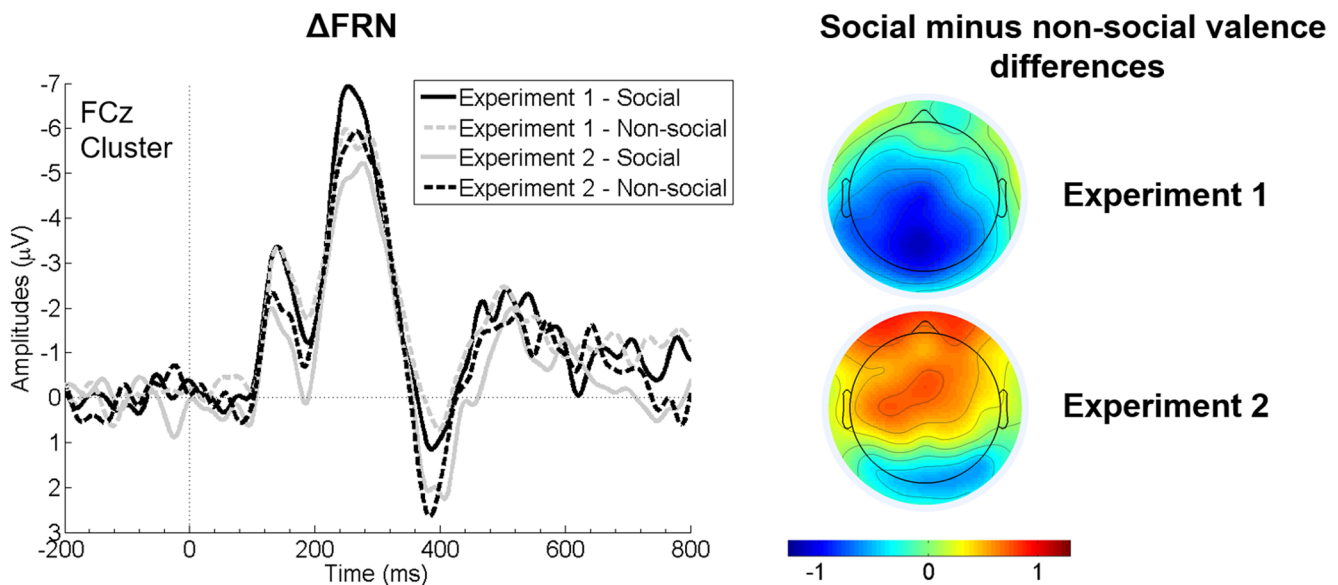 ΔFRN
FCz
Cluster
Experiment 1 - Social
Experiment 1 - Non-social
Experiment 2 - Social
Experiment 2 - Non-social
Amplitudes (μV)
-7
-6
-5
-4
-3
-2
-1
0
1
2
3
-200 0 200 400 600 800
Time (ms)
Social minus non-social valence
differences
Experiment 1
Experiment 2
-1 0 1